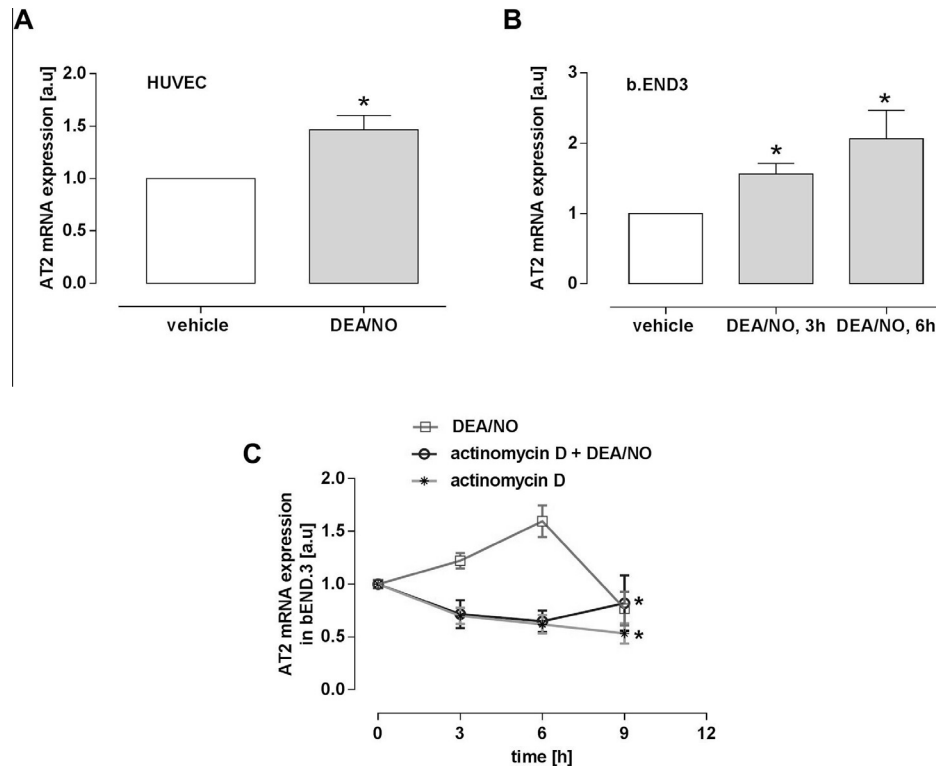 A
HUVEC
AT2 mRNA expression [a.u]
2.0
1.5
1.0
0.5
0.0
*
vehicle
DEA/NO
B
b.END3
AT2 mRNA expression [a.u]
3
2
1
0
*
*
vehicle
DEA/NO, 3h
DEA/NO, 6h
C
DEA/NO
actinomycin D + DEA/NO
actinomycin D
AT2 mRNA expression
in bEND.3 [a.u]
2.0
1.5
1.0
0.5
0.0
*
*
0 3 6 9 12
time [h]